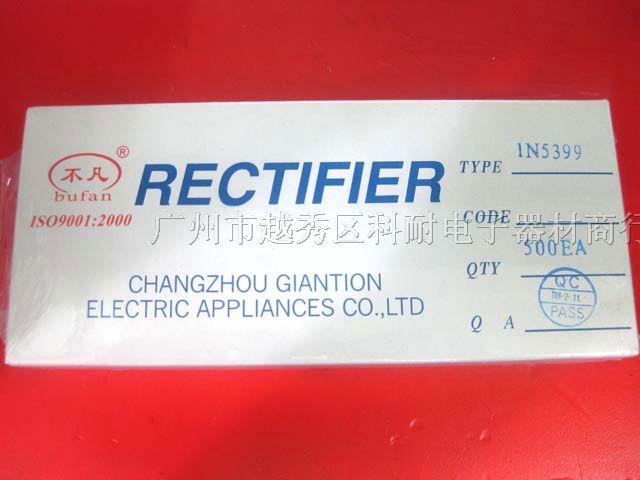 不凡
®
bufan
ISO9001:2000
RECTIFIER
CHANGZHOU GIANTION
ELECTRIC APPLIANCES CO.,LTD
TYPE 1N5399
CODE
QTY 500EA
Q A
QC
PASS
广州市越秀区科耐电子器材商行